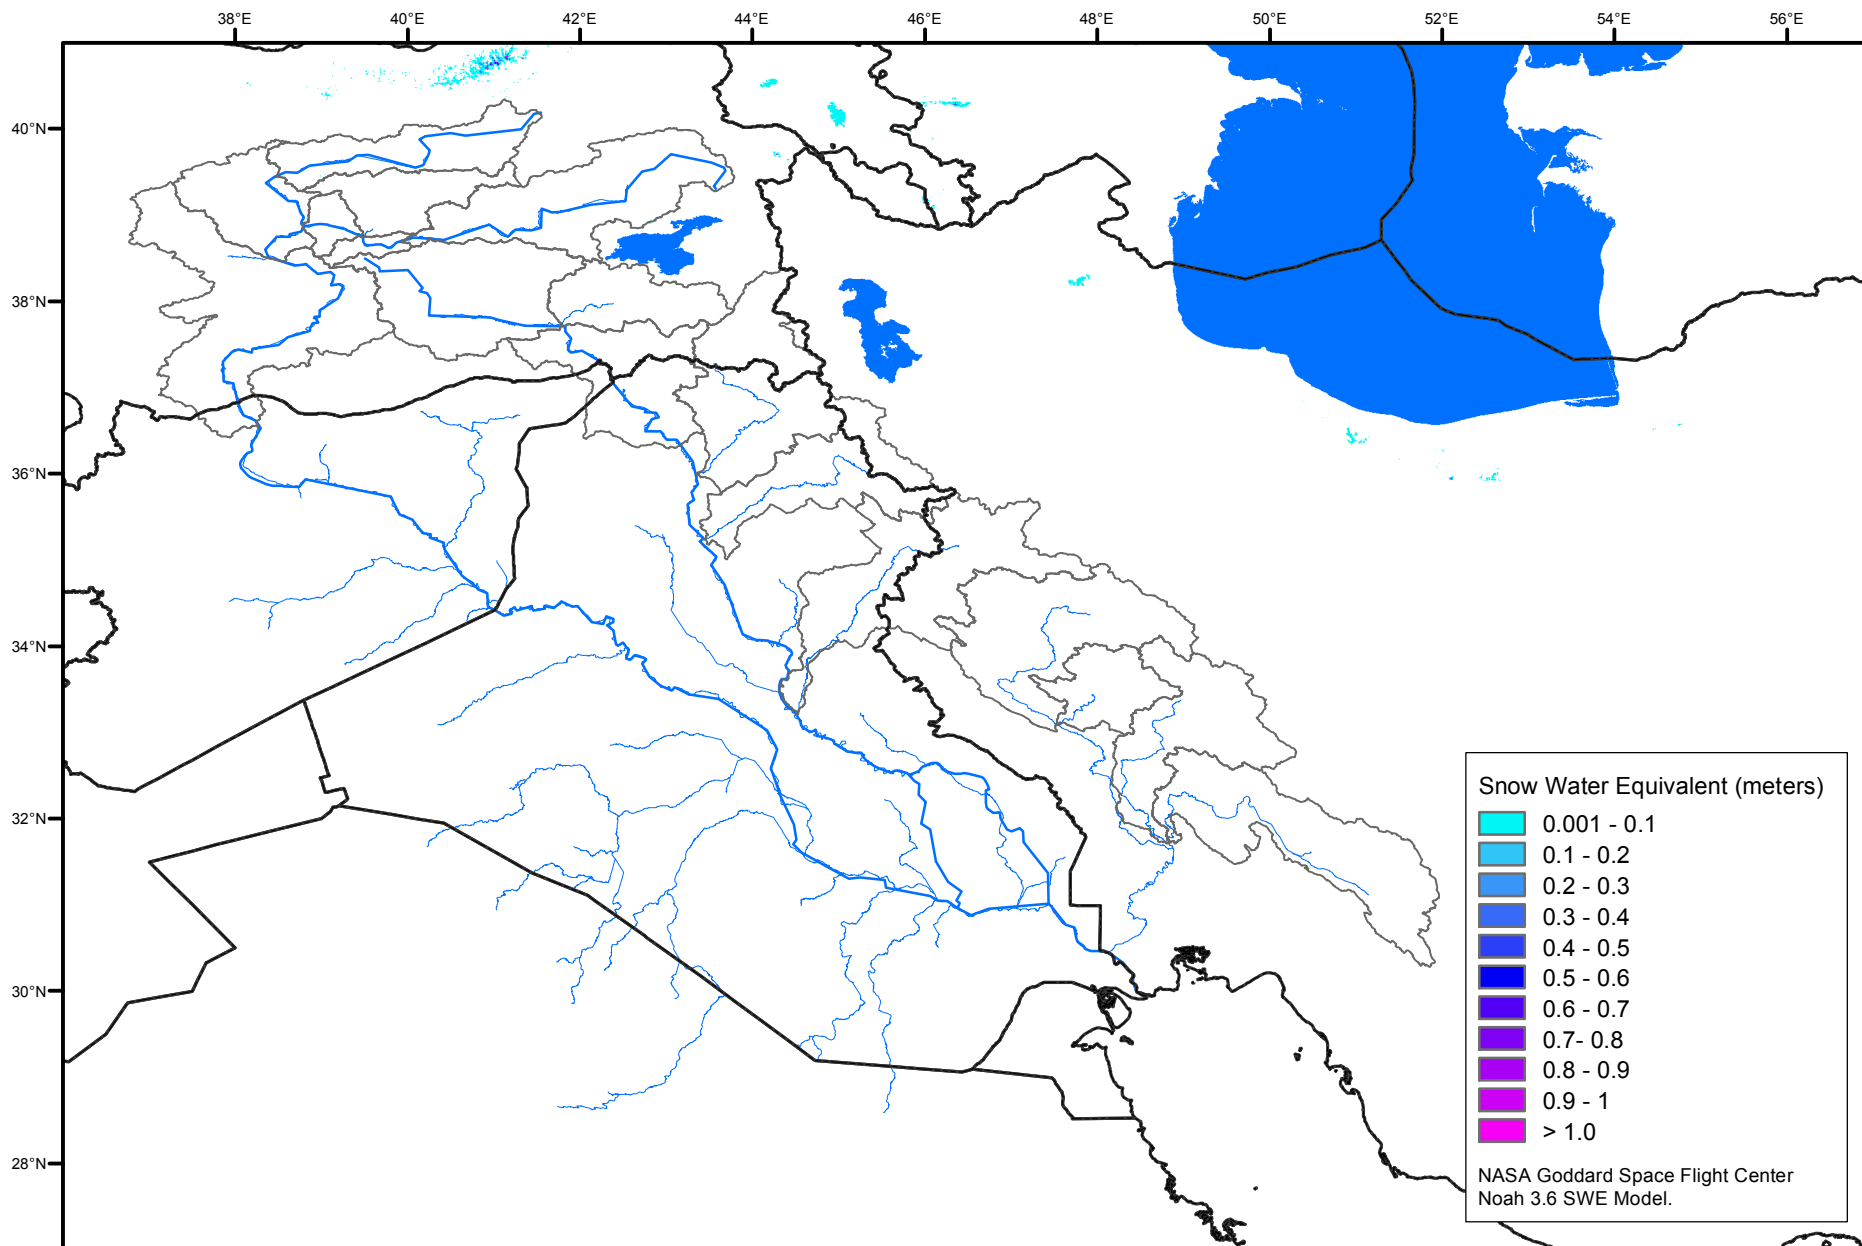 38°E 40°E 42°E 44°E 46°E 48°E 50°E 52°E 54°E 56°E
40°N
38°N
36°N
34°N
32°N
30°N
28°N
Snow Water Equivalent (meters)
0.001 - 0.1
0.1 - 0.2
0.2 - 0.3
0.3 - 0.4
0.4 - 0.5
0.5 - 0.6
0.6 - 0.7
0.7- 0.8
0.8 - 0.9
0.9 - 1
> 1.0
NASA Goddard Space Flight Center
Noah 3.6 SWE Model.